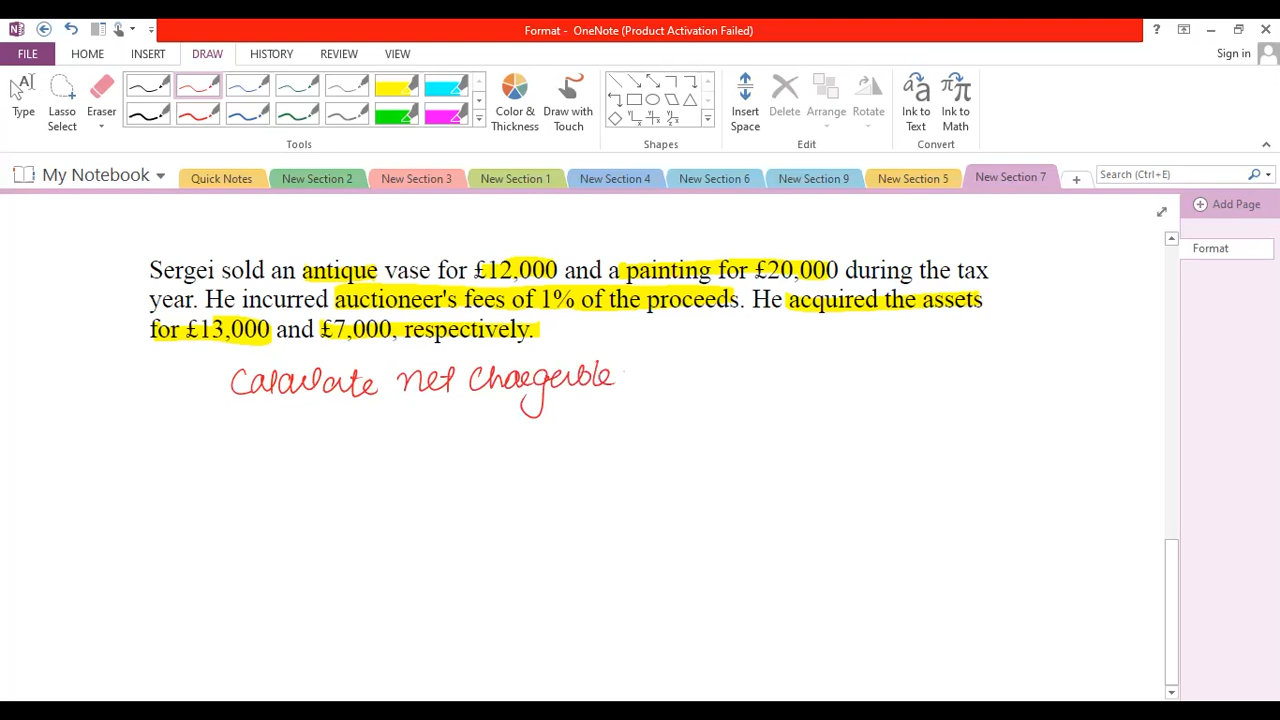 Format - OneNote (Product Activation Failed)
?
FILE HOME INSERT DRAW HISTORY REVIEW VIEW
Sign in
Type
Lasso Select
Eraser
Color & Thickness
Draw with Touch
Insert Space
Delete
Arrange
Rotate
Ink to Text
Ink to Math
Tools Shapes Edit Convert
My Notebook Quick Notes New Section 2 New Section 3 New Section 1 New Section 4 New Section 6 New Section 9 New Section 5 New Section 7 Search (Ctrl+E)
Add Page
Format
Sergei sold an antique vase for £12,000 and a painting for £20,000 during the tax
year. He incurred auctioneer's fees of 1% of the proceeds. He acquired the assets
for £13,000 and £7,000, respectively.
Calculate net Chargeible